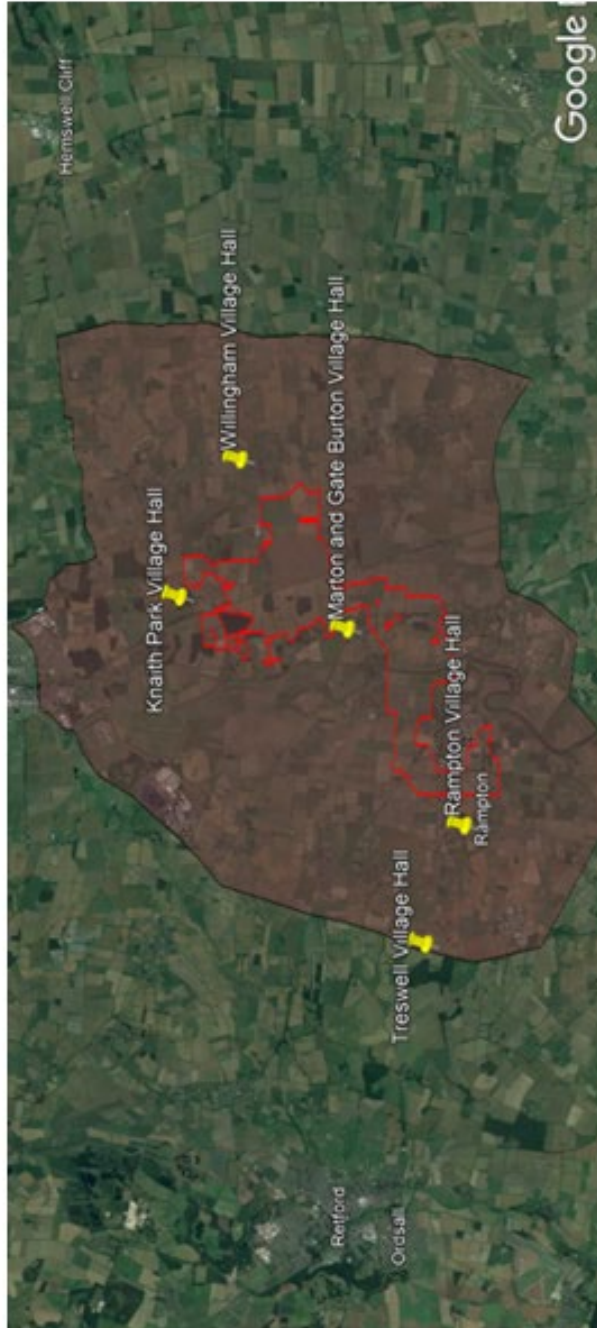 Hemswell Cliff
Willingham Village Hall
Knaith Park Village Hall
Marton and Gate Burton Village Hall
Rampton Village Hall
Rampton
Treswell Village Hall
Retford
Ordsall
Google